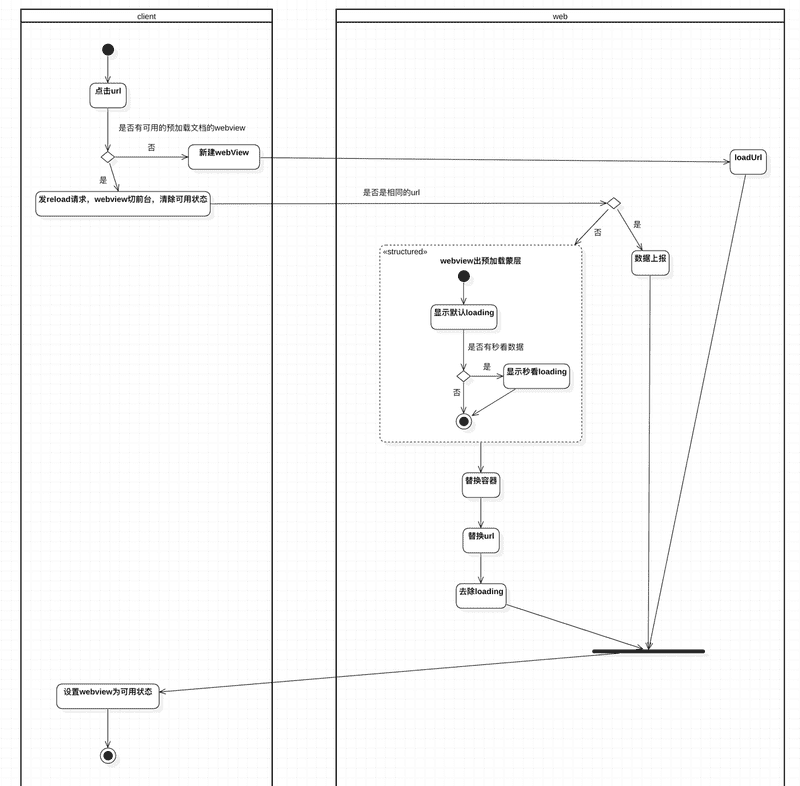 client
web
点击url
是否有可用的预加载文档的webview
否
新建webView
loadUrl
是
发reload请求，webview切前台，清除可用状态
是否是相同的url
否
是
«structured»
webview出预加载蒙层
数据上报
显示默认loading
是否有秒看数据
是
显示秒看loading
否
替换容器
替换url
去除loading
设置webview为可用状态